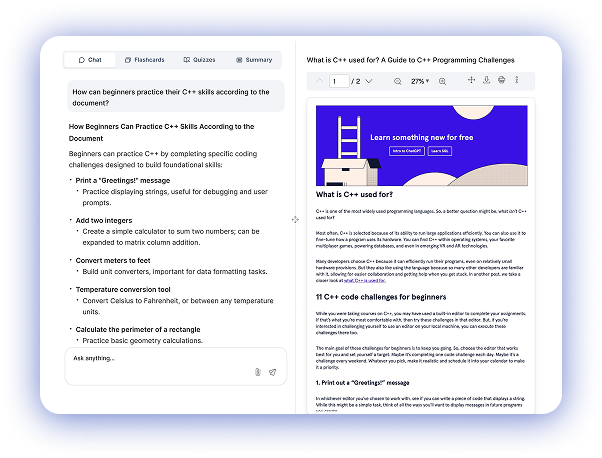 Chat
Flashcards
Quizzes
Summary
How can beginners practice their C++ skills according to the
document?
How Beginners Can Practice C++ Skills According to the
Document
Beginners can practice C++ by completing specific coding
challenges designed to build foundational skills:
• Print a "Greetings!" message
• Practice displaying strings, useful for debugging and user
prompts.
• Add two integers
• Create a simple calculator to sum two numbers; can be
expanded to matrix column addition.
• Convert meters to feet
• Build unit converters, important for data formatting tasks.
• Temperature conversion tool
• Convert Celsius to Fahrenheit, or between any temperature
units.
• Calculate the perimeter of a rectangle
• Practice basic geometry calculations.
Ask anything...
What is C++ used for? A Guide to C++ Programming Challenges
1 / 2
27%
Learn something new for free
Intro to ChatGPT
Learn SQL
What is C++ used for?
C++ is one of the most widely used programming languages. So, a better question might be, what isn't C++
used for?
Most often, C++ is selected because of its ability to run large applications efficiently. You can also use it to
fine-tune how a program uses its hardware. You can find C++ within operating systems, your favorite
multiplayer games, powering databases, and even in emerging VR and AR technologies.
Many developers choose C++ because it can efficiently run their programs, even on relatively small
hardware provisions. But they also like using the language because so many other developers are familiar
with it, allowing for easier collaboration and getting help when you get stuck. In another post, we take a
closer look at what C++ is used for.
11 C++ code challenges for beginners
While you were taking courses on C++, you may have used a built-in editor to complete your assignments.
If that's what you're most comfortable with, then try these challenges in that editor. But, if you're
interested in challenging yourself to use an editor on your local machine, you can execute these
challenges there too.
The main goal of these challenges for beginners is to keep you going. So, choose the editor that works
best for you and set yourself a target. Maybe it's completing one code challenge each day. Maybe it's a
challenge every weekend. Whatever you pick, make it realistic and schedule it into your calendar to make
it a priority.
1. Print out a "Greetings!" message
In whichever editor you've chosen to work with, see if you can write a piece of code that displays a string.
While this might be a simple task, think of all the ways you'll want to display messages in future programs